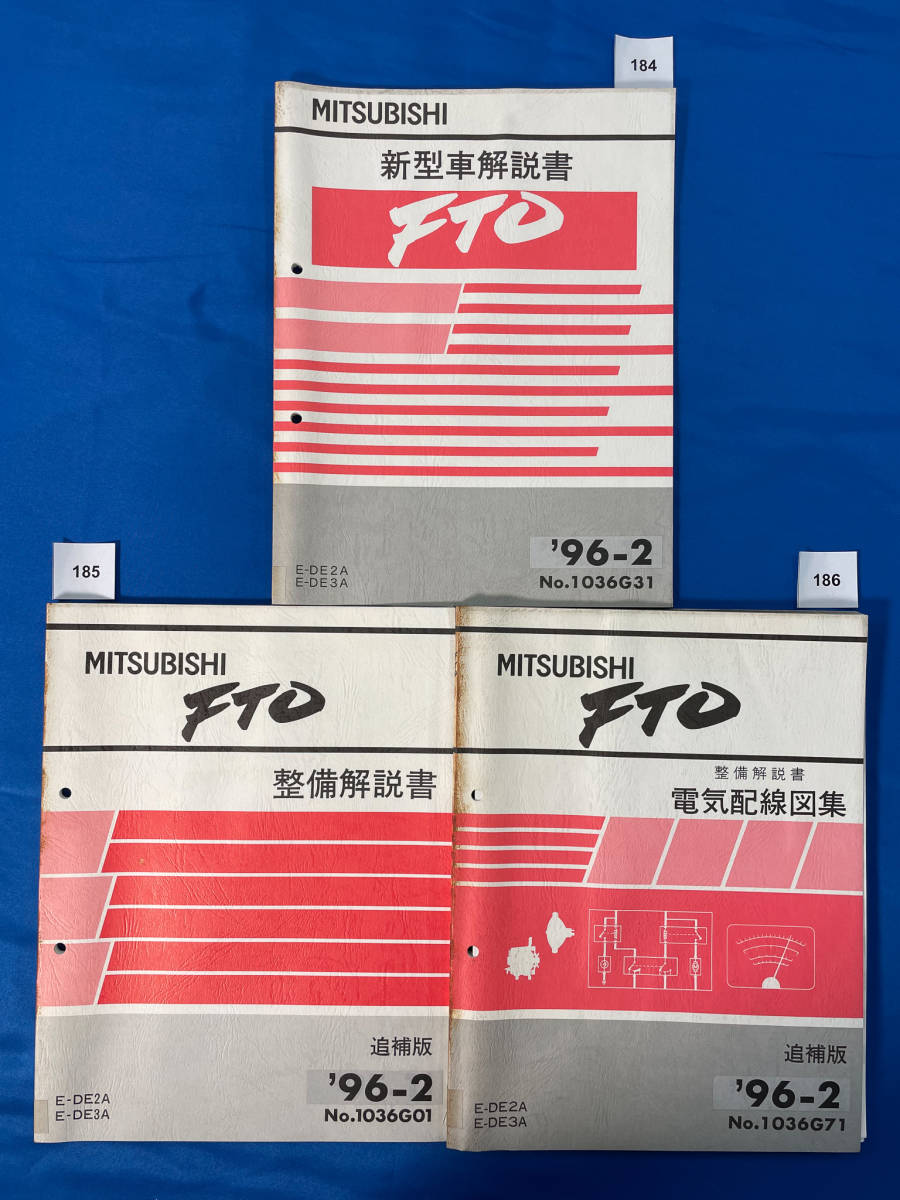 184
MITSUBISHI
新型車解説書
FTO
'96-2
E-DE2A
E-DE3A
No.1036G31
185
MITSUBISHI
FTO
整備解説書
追補版
'96-2
E-DE2A
E-DE3A
No.1036G01
186
MITSUBISHI
FTO
整備解説書
電気配線図集
追補版
'96-2
E-DE2A
E-DE3A
No.1036G71